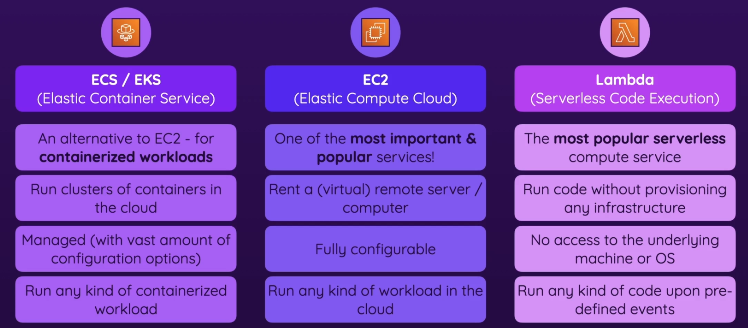 ECS / EKS
(Elastic Container Service)
An alternative to EC2 - for
containerized workloads
Run clusters of containers in
the cloud
Managed (with vast amount of
configuration options)
Run any kind of containerized
workload
EC2
(Elastic Compute Cloud)
One of the most important &
popular services!
Rent a (virtual) remote server /
computer
Fully configurable
Run any kind of workload in the
cloud
Lambda
(Serverless Code Execution)
The most popular serverless
compute service
Run code without provisioning
any infrastructure
No access to the underlying
machine or OS
Run any kind of code upon pre-
defined events